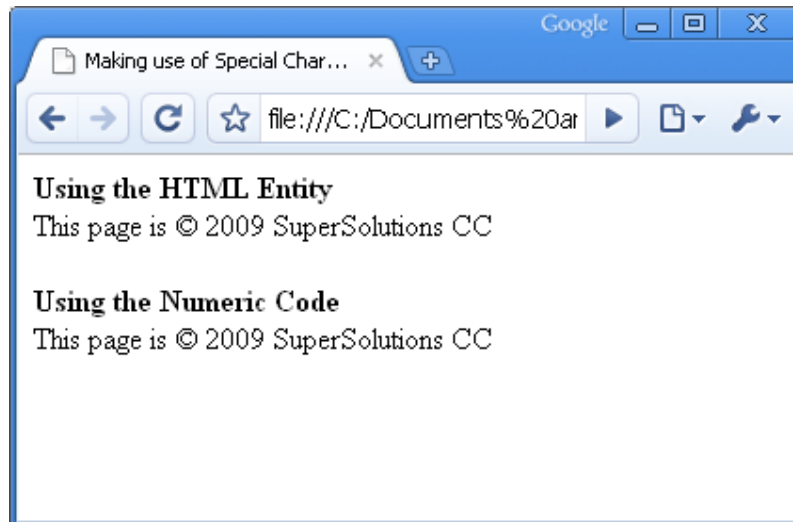 Google
Making use of Special Char...
file:///C:/Documents%20ar
Using the HTML Entity
This page is © 2009 SuperSolutions CC
Using the Numeric Code
This page is © 2009 SuperSolutions CC